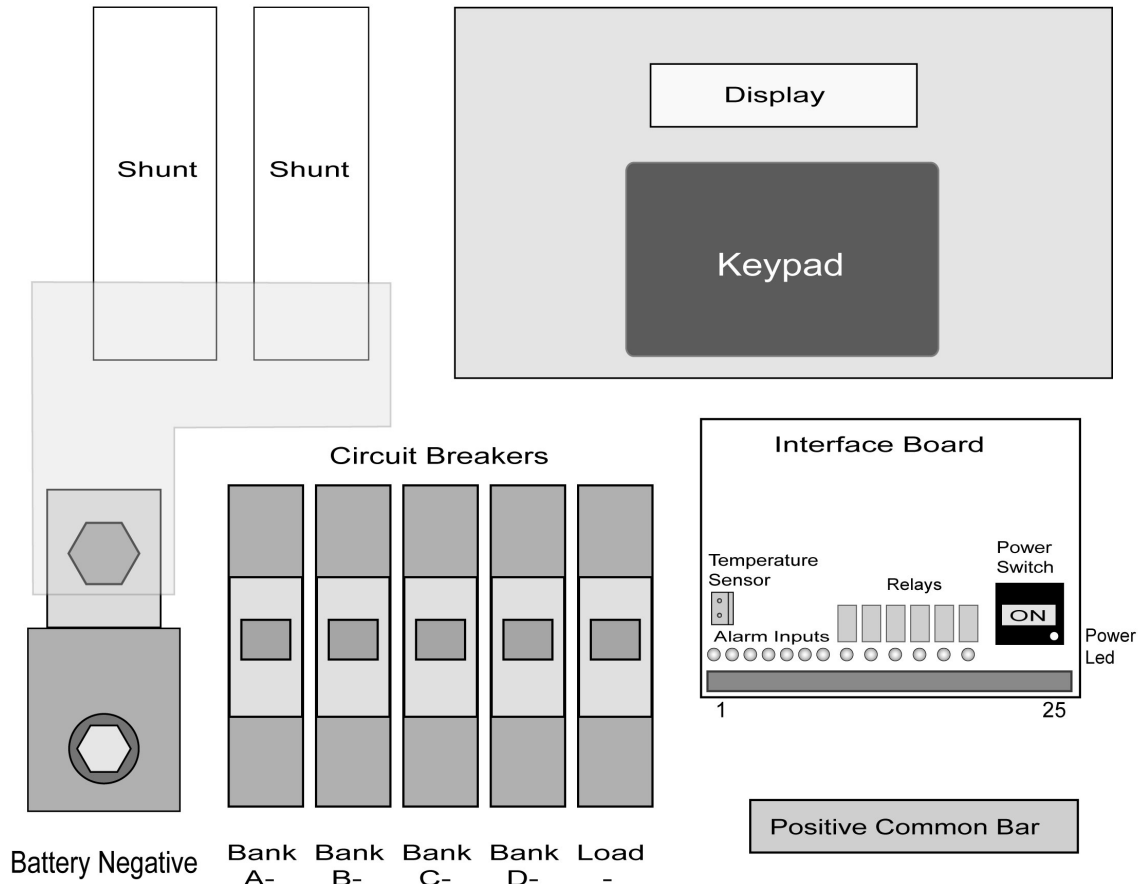 Display
Shunt
Shunt
Keypad
Circuit Breakers
Interface Board
Temperature
Sensor
Relays
Power
Switch
ON
Alarm Inputs
Power
Led
1
25
Positive Common Bar
Battery Negative
Bank
A-
Bank
B-
Bank
C-
Bank
D-
Load
-